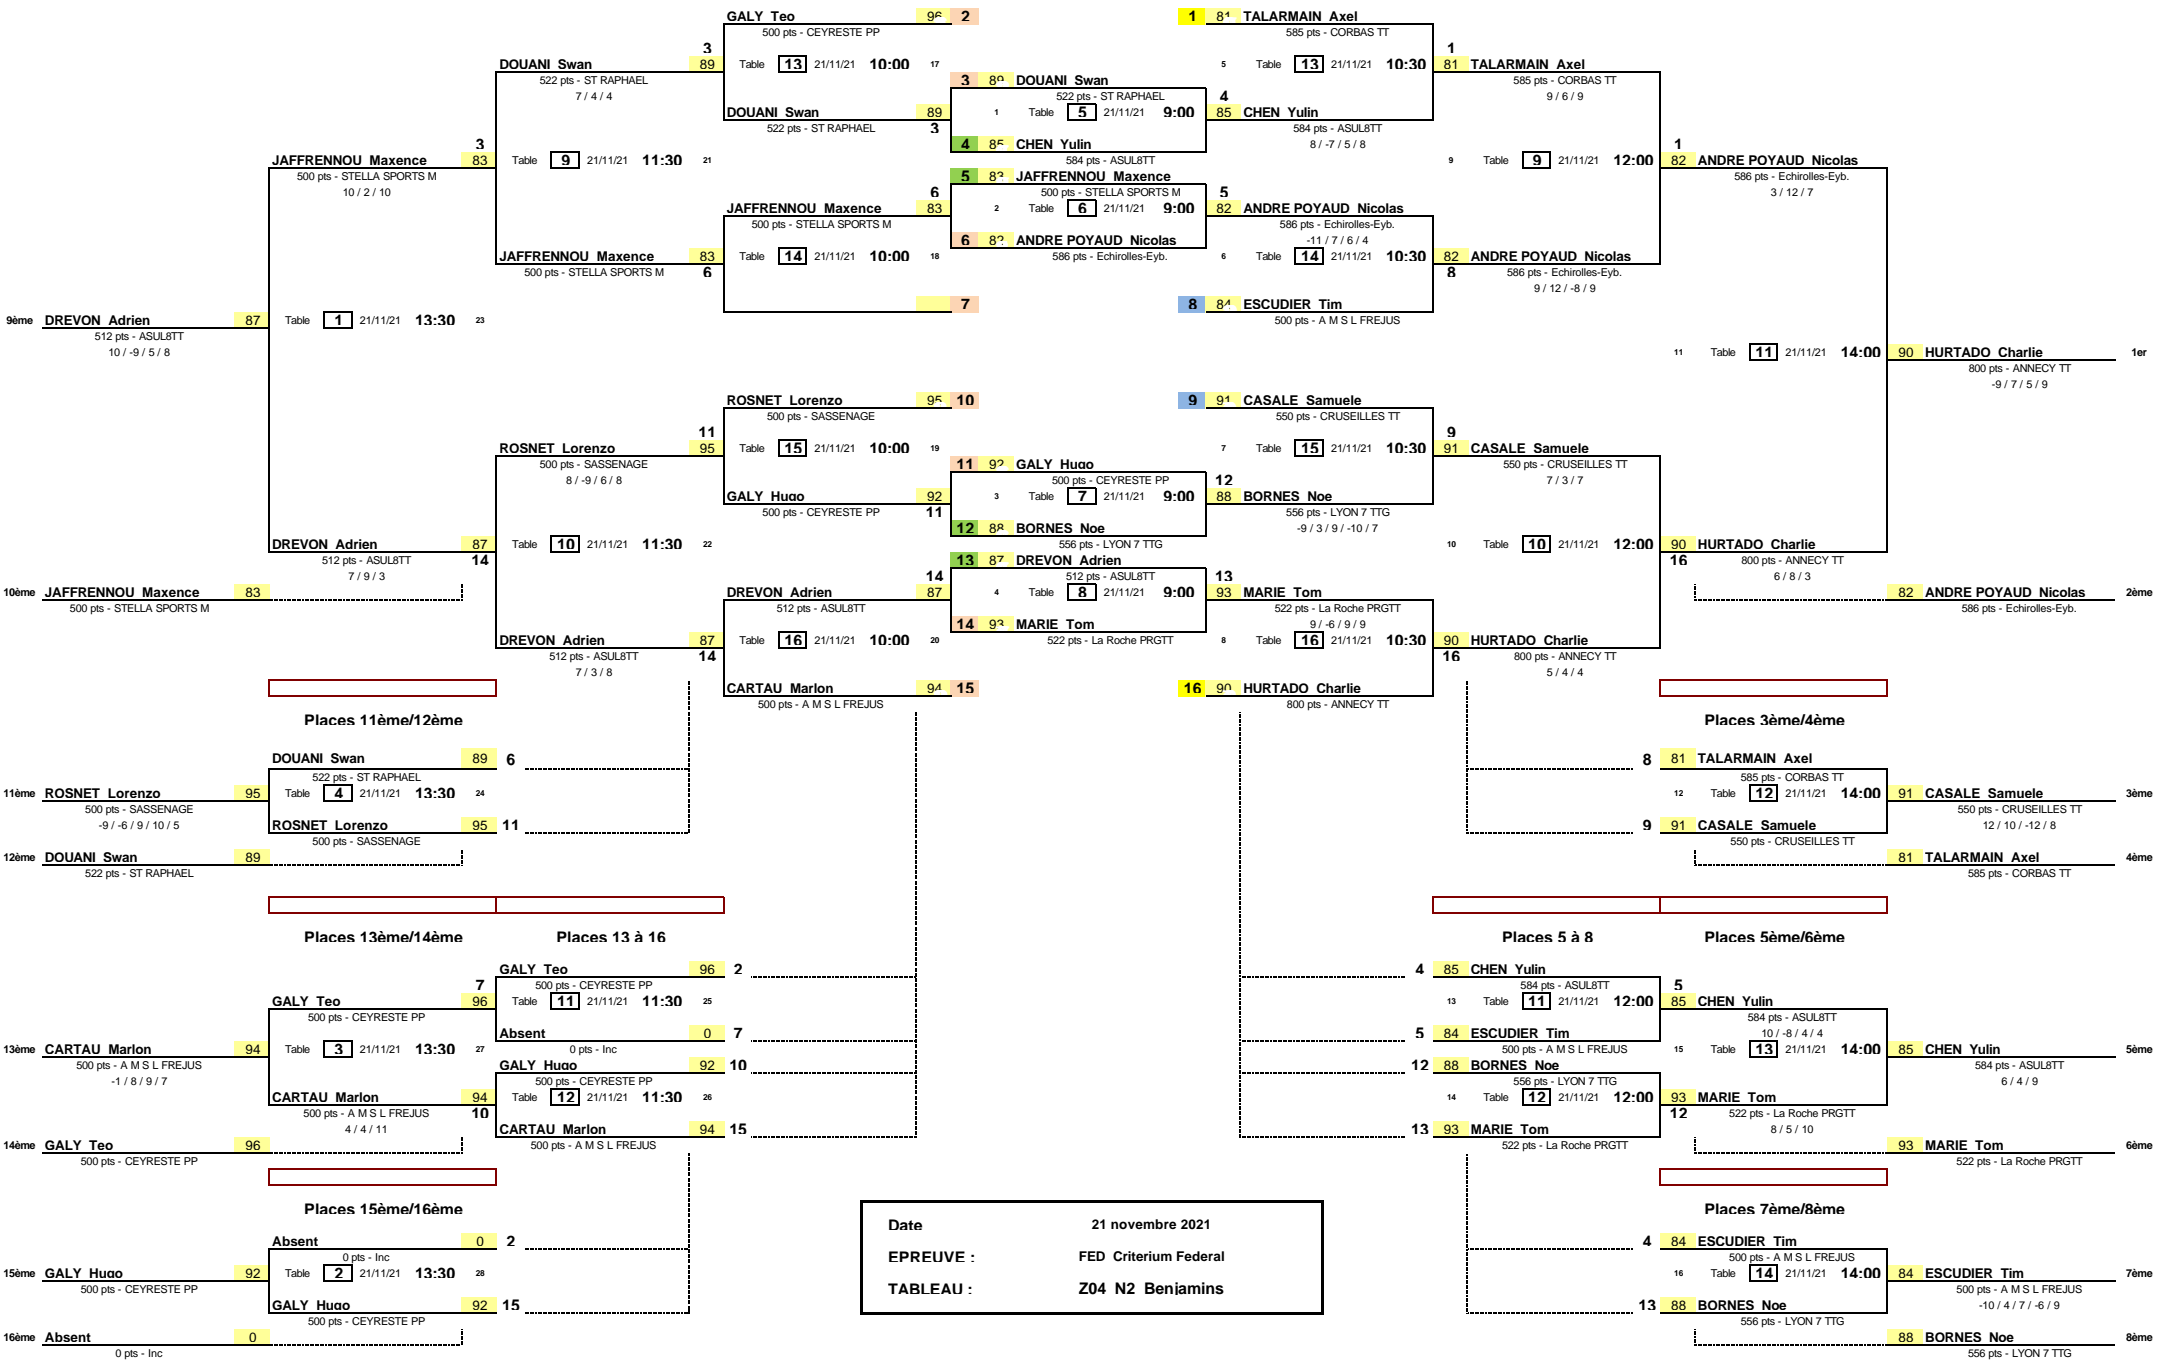 GALY Teo 96 2
500 pts - CEYRESTE PP
3
DOUANI Swan 89
522 pts - ST RAPHAEL
7 / 4 / 4
Table 13 21/11/21 10:00 17
DOUANI Swan 89
522 pts - ST RAPHAEL 3
3
JAFFRENNOU Maxence 83
500 pts - STELLA SPORTS M
10 / 2 / 10
Table 9 21/11/21 11:30 21
6
JAFFRENNOU Maxence 83
500 pts - STELLA SPORTS M
JAFFRENNOU Maxence 83
500 pts - STELLA SPORTS M 6
Table 14 21/11/21 10:00 18
7
9ème DREVON Adrien 87
512 pts - ASUL8TT
10 / -9 / 5 / 8
Table 1 21/11/21 13:30 23
ROSNET Lorenzo 95 10
500 pts - SASSENAGE
11
ROSNET Lorenzo 95
500 pts - SASSENAGE
8 / -9 / 6 / 8
Table 15 21/11/21 10:00 19
GALY Hugo 92
500 pts - CEYRESTE PP 11
DREVON Adrien 87
512 pts - ASUL8TT 14
7 / 9 / 3
Table 10 21/11/21 11:30 22
10ème JAFFRENNOU Maxence 83
500 pts - STELLA SPORTS M
14
DREVON Adrien 87
512 pts - ASUL8TT
DREVON Adrien 87
512 pts - ASUL8TT 14
7 / 3 / 8
Table 16 21/11/21 10:00 20
CARTAU Marlon 94 15
500 pts - A M S L FREJUS
1 81 TALARMAIN Axel
585 pts - CORBAS TT
5 Table 13 21/11/21 10:30
1
81 TALARMAIN Axel
585 pts - CORBAS TT
9 / 6 / 9
3 89 DOUANI Swan
522 pts - ST RAPHAEL
1 Table 5 21/11/21 9:00
4
85 CHEN Yulin
584 pts - ASUL8TT
8 / -7 / 5 / 8
4 85 CHEN Yulin
584 pts - ASUL8TT
5 83 JAFFRENNOU Maxence
500 pts - STELLA SPORTS M
2 Table 6 21/11/21 9:00
5
82 ANDRE POYAUD Nicolas
586 pts - Echirolles-Eyb.
-11 / 7 / 6 / 4
6 82 ANDRE POYAUD Nicolas
586 pts - Echirolles-Eyb.
9 Table 9 21/11/21 12:00
1
82 ANDRE POYAUD Nicolas
586 pts - Echirolles-Eyb.
3 / 12 / 7
6 Table 14 21/11/21 10:30
82 ANDRE POYAUD Nicolas
8 586 pts - Echirolles-Eyb.
9 / 12 / -8 / 9
8 84 ESCUDIER Tim
500 pts - A M S L FREJUS
11 Table 11 21/11/21 14:00
90 HURTADO Charlie 1er
800 pts - ANNECY TT
-9 / 7 / 5 / 9
9 91 CASALE Samuele
550 pts - CRUSEILLES TT
7 Table 15 21/11/21 10:30
9
91 CASALE Samuele
550 pts - CRUSEILLES TT
7 / 3 / 7
11 92 GALY Hugo
500 pts - CEYRESTE PP
3 Table 7 21/11/21 9:00
12
88 BORNES Noe
556 pts - LYON 7 TTG
-9 / 3 / 9 / -10 / 7
12 88 BORNES Noe
556 pts - LYON 7 TTG
10 Table 10 21/11/21 12:00
90 HURTADO Charlie
16 800 pts - ANNECY TT
6 / 8 / 3
13 87 DREVON Adrien
512 pts - ASUL8TT
4 Table 8 21/11/21 9:00
13
93 MARIE Tom
522 pts - La Roche PRGTT
9 / -6 / 9 / 9
14 93 MARIE Tom
522 pts - La Roche PRGTT
82 ANDRE POYAUD Nicolas 2ème
586 pts - Echirolles-Eyb.
8 Table 16 21/11/21 10:30
90 HURTADO Charlie
16 800 pts - ANNECY TT
5 / 4 / 4
16 90 HURTADO Charlie
800 pts - ANNECY TT
Places 11ème/12ème
DOUANI Swan 89 6
522 pts - ST RAPHAEL
11ème ROSNET Lorenzo 95
500 pts - SASSENAGE
-9 / -6 / 9 / 10 / 5
Table 4 21/11/21 13:30 24
ROSNET Lorenzo 95 11
500 pts - SASSENAGE
12ème DOUANI Swan 89
522 pts - ST RAPHAEL
Places 3ème/4ème
8 81 TALARMAIN Axel
585 pts - CORBAS TT
12 Table 12 21/11/21 14:00
91 CASALE Samuele 3ème
550 pts - CRUSEILLES TT
12 / 10 / -12 / 8
9 91 CASALE Samuele
550 pts - CRUSEILLES TT
81 TALARMAIN Axel 4ème
585 pts - CORBAS TT
Places 13ème/14ème Places 13 à 16
GALY Teo 96 2
500 pts - CEYRESTE PP
7
GALY Teo 96
500 pts - CEYRESTE PP
Table 11 21/11/21 11:30 25
Absent 0 7
0 pts - Inc
13ème CARTAU Marlon 94
500 pts - A M S L FREJUS
-1 / 8 / 9 / 7
Table 3 21/11/21 13:30 27
GALY Hugo 92 10
500 pts - CEYRESTE PP
CARTAU Marlon 94
500 pts - A M S L FREJUS 10
4 / 4 / 11
Table 12 21/11/21 11:30 26
CARTAU Marlon 94 15
500 pts - A M S L FREJUS
14ème GALY Teo 96
500 pts - CEYRESTE PP
Places 5 à 8 Places 5ème/6ème
4 85 CHEN Yulin
584 pts - ASUL8TT
13 Table 11 21/11/21 12:00
5
85 CHEN Yulin
584 pts - ASUL8TT
10 / -8 / 4 / 4
5 84 ESCUDIER Tim
500 pts - A M S L FREJUS
15 Table 13 21/11/21 14:00
85 CHEN Yulin 5ème
584 pts - ASUL8TT
6 / 4 / 9
12 88 BORNES Noe
556 pts - LYON 7 TTG
14 Table 12 21/11/21 12:00
93 MARIE Tom
12 522 pts - La Roche PRGTT
8 / 5 / 10
13 93 MARIE Tom
522 pts - La Roche PRGTT
93 MARIE Tom 6ème
522 pts - La Roche PRGTT
Places 15ème/16ème
Absent 0 2
0 pts - Inc
15ème GALY Hugo 92
500 pts - CEYRESTE PP
Table 2 21/11/21 13:30 28
GALY Hugo 92 15
500 pts - CEYRESTE PP
16ème Absent 0
0 pts - Inc
Date 21 novembre 2021
EPREUVE : FED Criterium Federal
TABLEAU : Z04 N2 Benjamins
Places 7ème/8ème
4 84 ESCUDIER Tim
500 pts - A M S L FREJUS
16 Table 14 21/11/21 14:00
84 ESCUDIER Tim 7ème
500 pts - A M S L FREJUS
-10 / 4 / 7 / -6 / 9
13 88 BORNES Noe
556 pts - LYON 7 TTG
88 BORNES Noe 8ème
556 pts - LYON 7 TTG